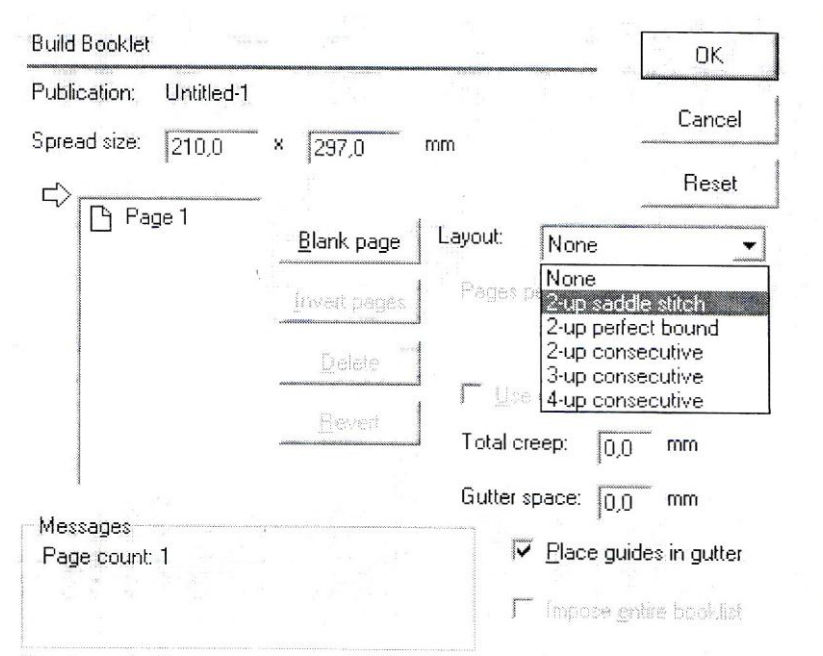 Build Booklet
OK
Publication: Untitled-1
Cancel
Spread size: 210,0 x 297,0 mm
Reset
Page 1
Blank page
Layout: None
None
Invert pages
Pages p
2-up saddle stitch
2-up perfect bound
Delete
2-up consecutive
3-up consecutive
Use
4-up consecutive
Revert
Total creep: 0,0 mm
Gutter space: 0,0 mm
Messages
Page count: 1
Place guides in gutter
Impose entire booklist